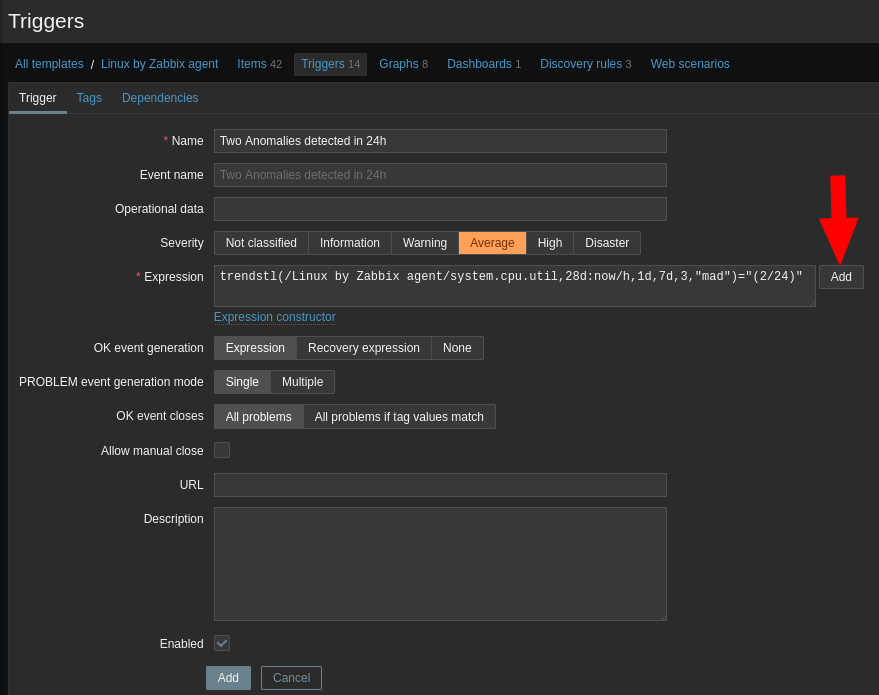 Triggers
All templates / Linux by Zabbix agent Items 42 Triggers 14 Graphs 8 Dashboards 1 Discovery rules 3 Web scenarios
Trigger Tags Dependencies
* Name Two Anomalies detected in 24h
Event name Two Anomalies detected in 24h
Operational data
Severity Not classified Information Warning Average High Disaster
* Expression trendstl(/Linux by Zabbix agent/system.cpu.util,28d:now/h,1d,7d,3,"mad")="(2/24)" Add
Expression constructor
OK event generation Expression Recovery expression None
PROBLEM event generation mode Single Multiple
OK event closes All problems All problems if tag values match
Allow manual close
URL
Description
Enabled
Add Cancel